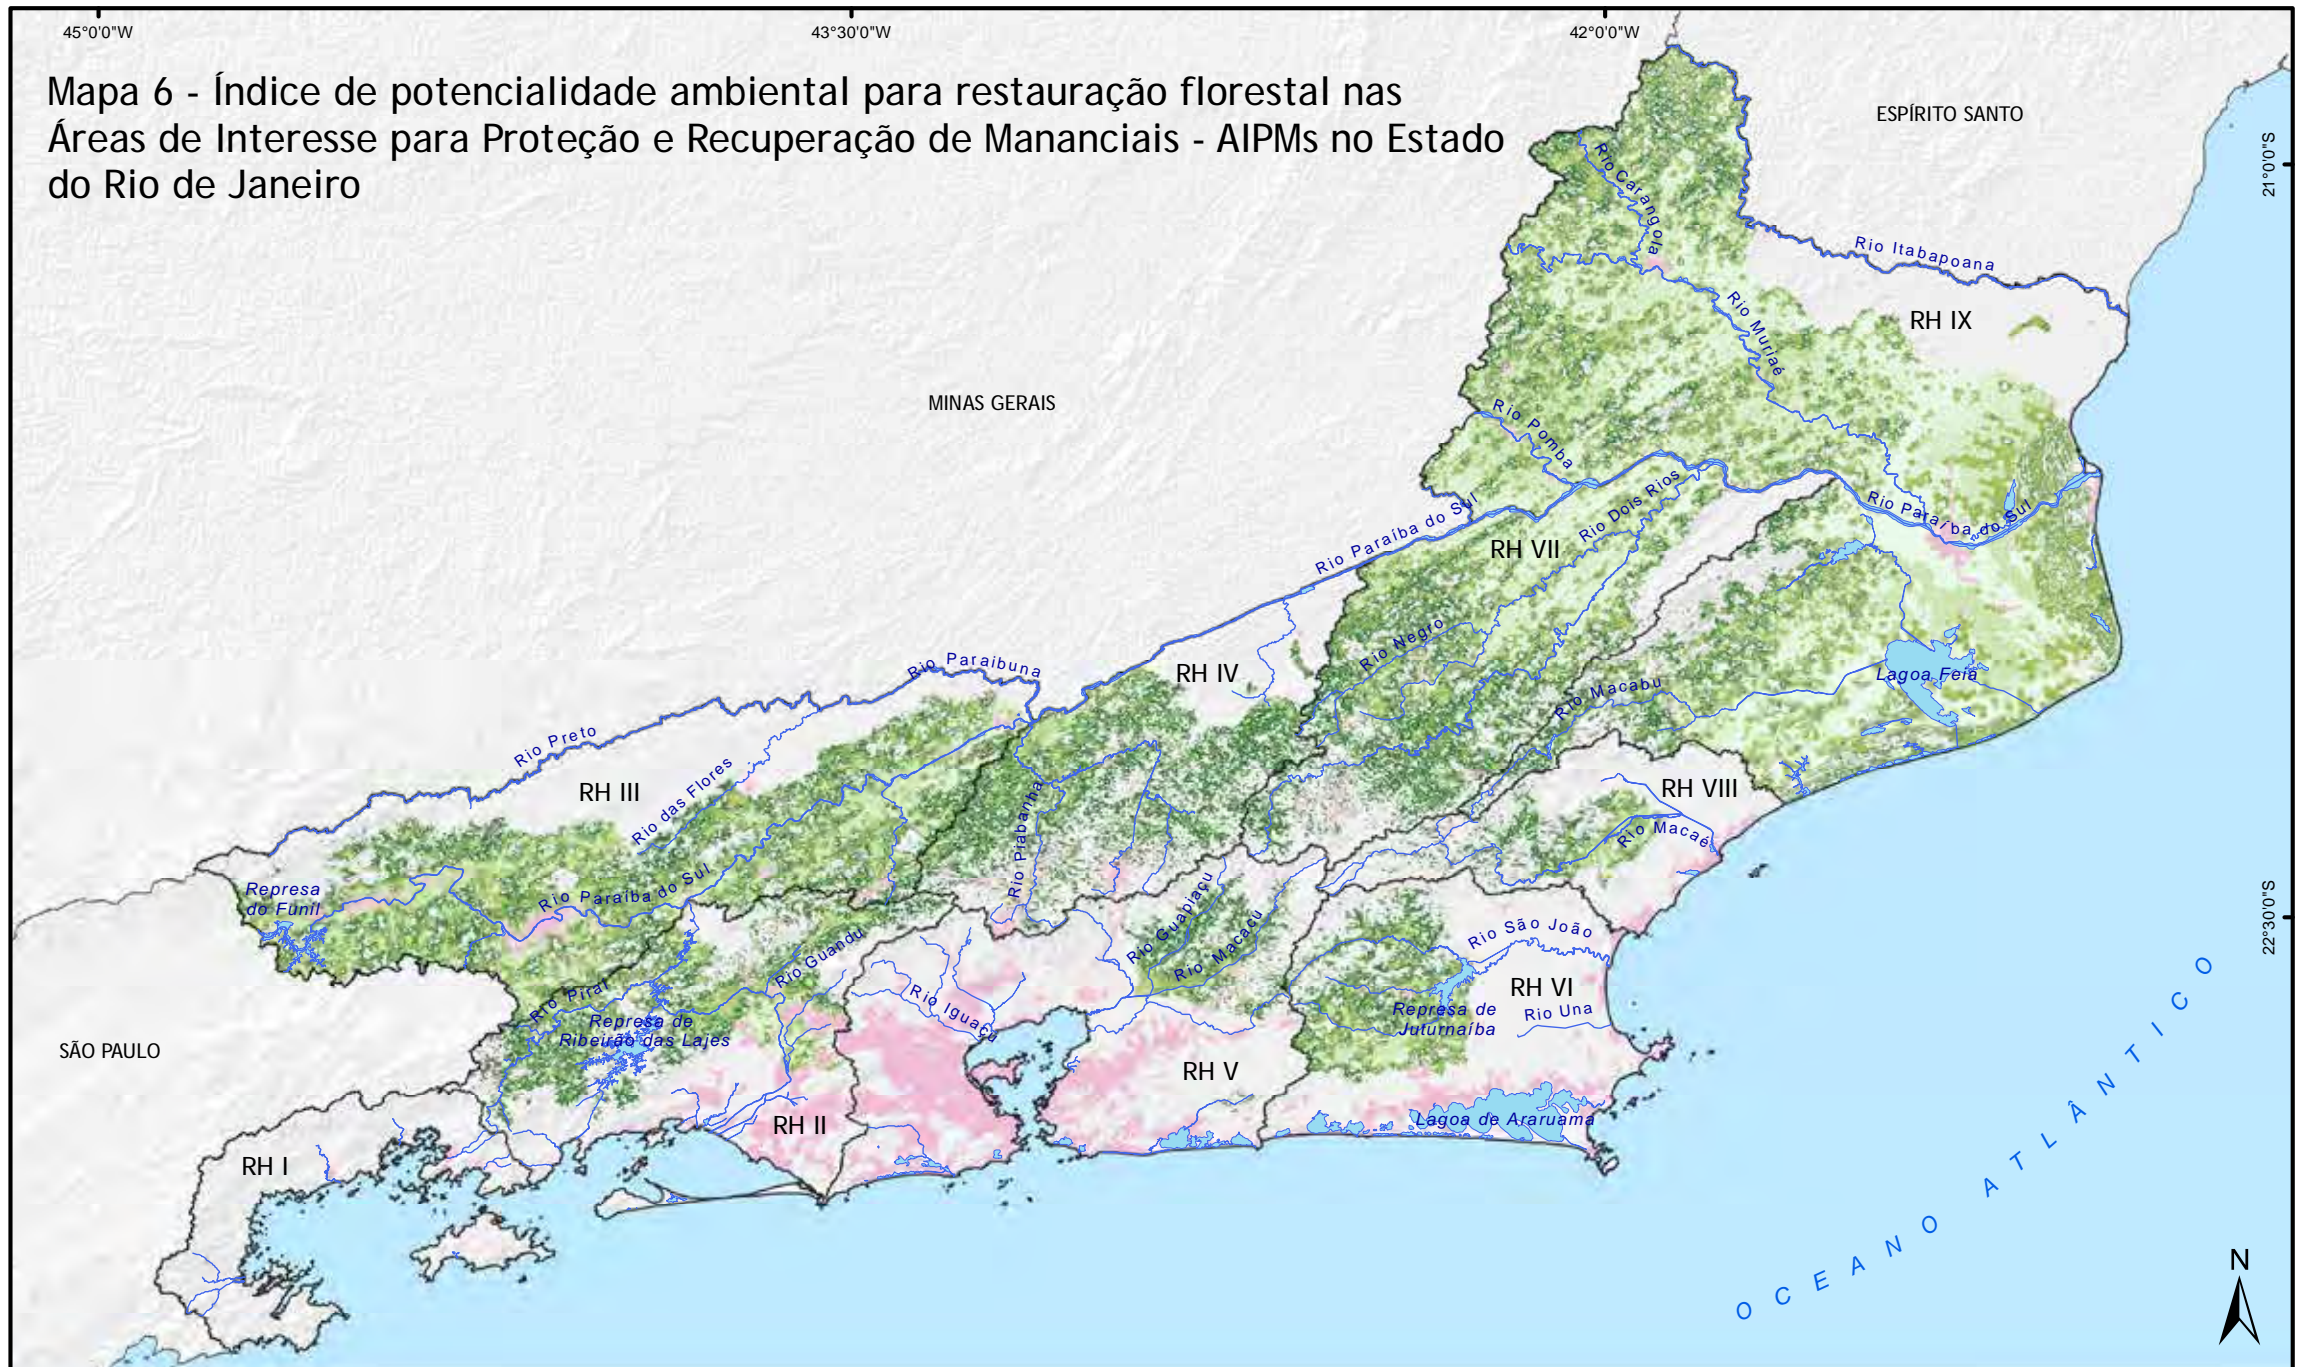 45°0'0"W
43°30'0"W
42°0'0"W
Mapa 6 - Índice de potencialidade ambiental para restauração florestal nas
Áreas de Interesse para Proteção e Recuperação de Mananciais - AIPMs no Estado
do Rio de Janeiro
ESPÍRITO SANTO
21°0'0"S
Rio Carangola
Rio Itabapoana
RH IX
Rio Muriaé
MINAS GERAIS
Rio Pomba
Rio Paraíba do Sul
Rio Dois Rios
Rio Paraíba do Sul
RH VII
Rio Negro
Rio Paraibuna
RH IV
Lagoa Feia
Rio Macabu
Rio Preto
RH III
Rio das Flores
RH VIII
Rio Piabanha
Rio Macaé
Represa
do Funil
Rio Paraíba do Sul
Rio Guapiaçu
Rio Macacu
Rio Guandu
Rio São João
22°30'0"S
Rio Piraí
Rio Iguaçu
RH VI
Represa de
Juturnaíba
Rio Una
Represa de
Ribeirão das Lajes
SÃO PAULO
RH V
RH II
Lagoa de Araruama
RH I
OCEANO ATLÂNTICO
N